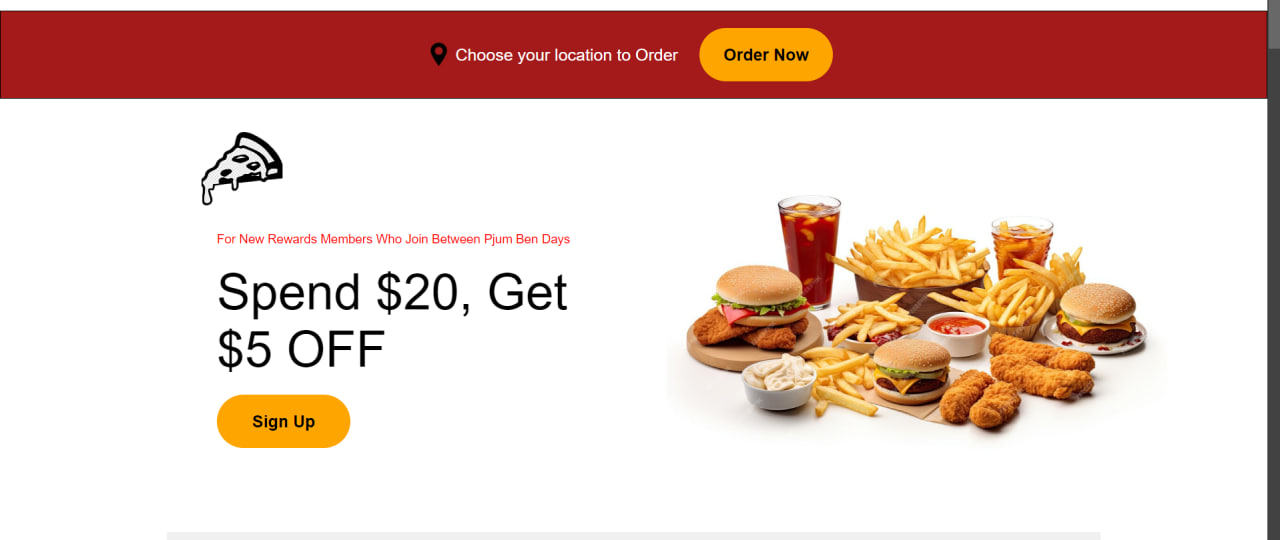 Choose your location to Order
Order Now
For New Rewards Members Who Join Between Pjum Ben Days
Spend $20, Get
$5 OFF
Sign Up